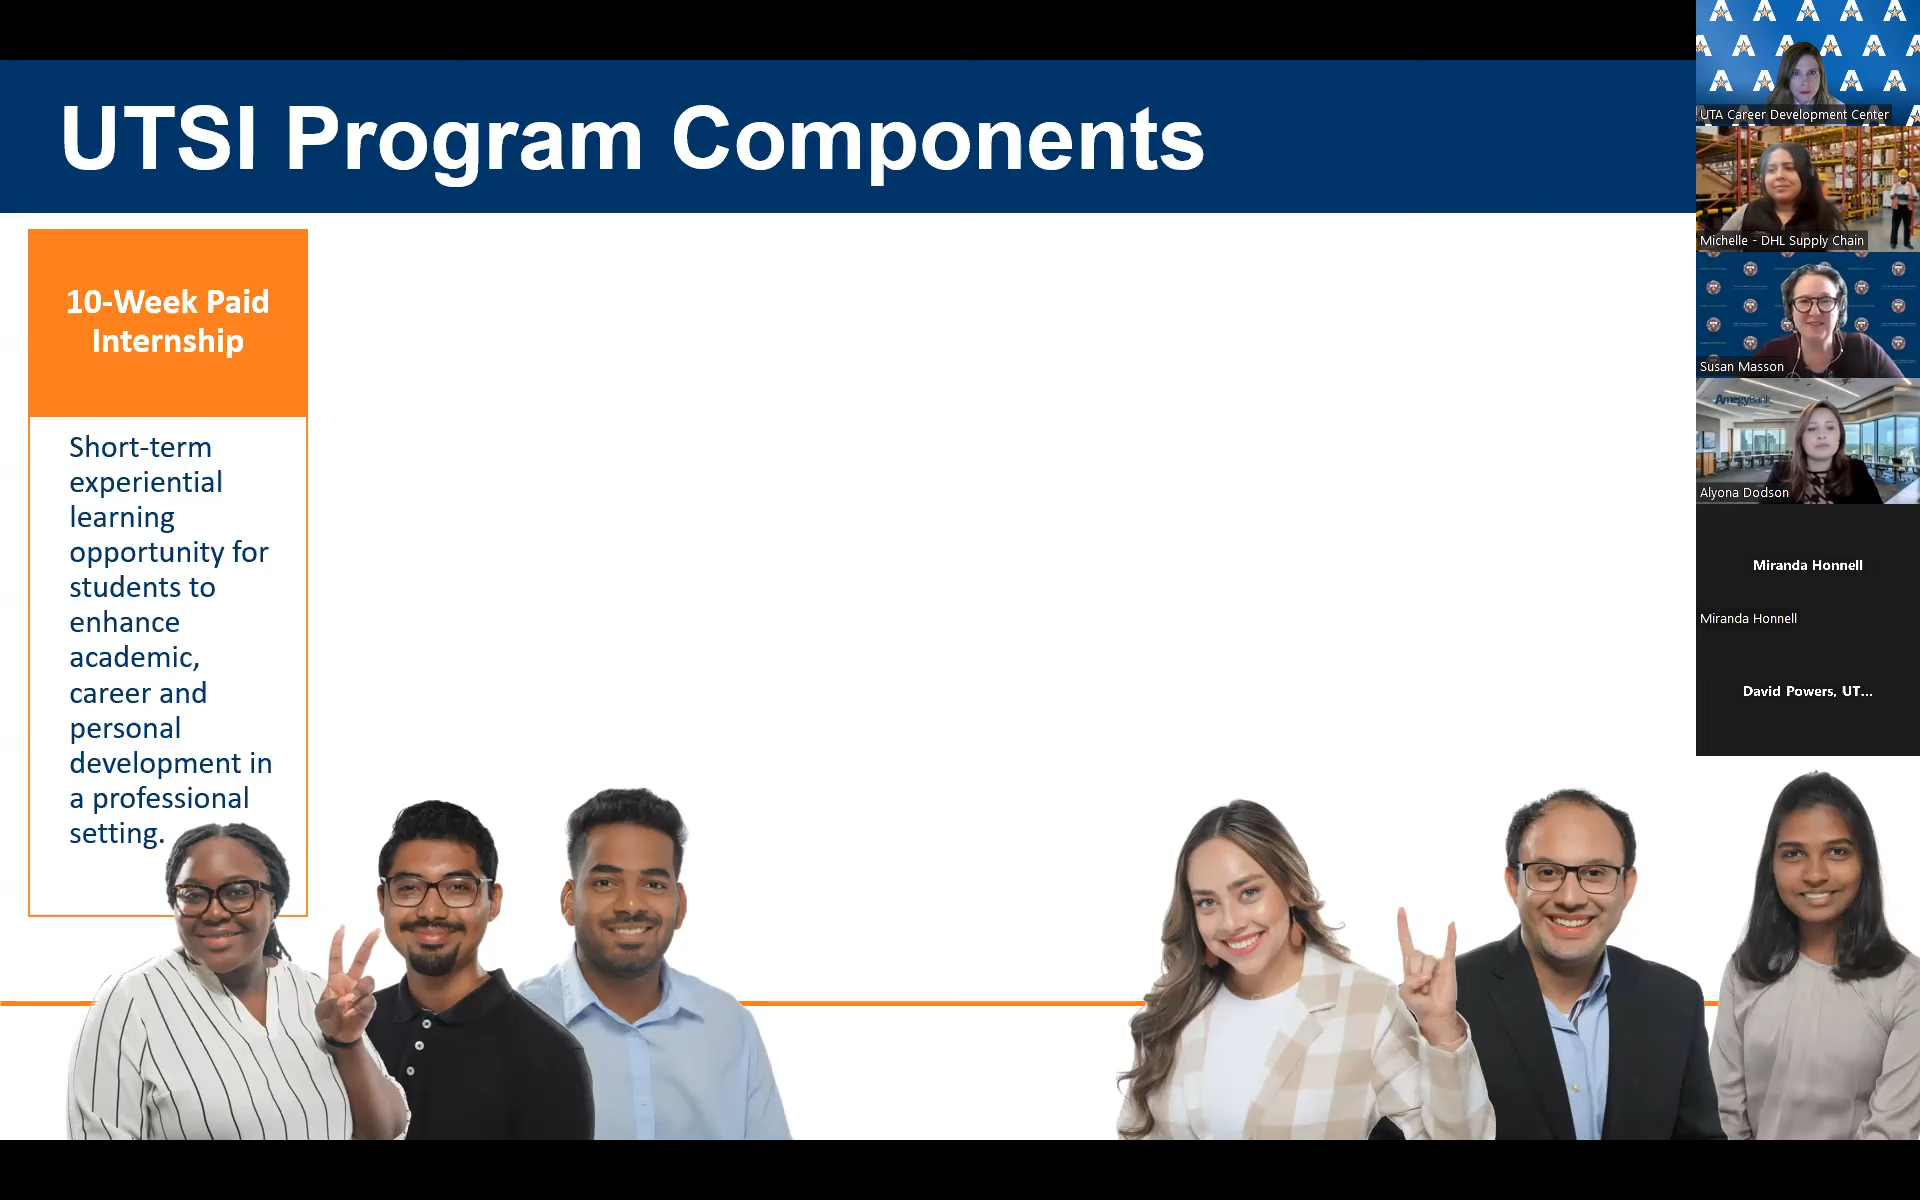 UTSI Program Components
10-Week Paid
Internship
Short-term
experiential
learning
opportunity for
students to
enhance
academic,
career and
personal
development in
a professional
setting.
UTA Career Development Center
Michelle - DHL Supply Chain
Susan Masson
AmegyBank
Alyona Dodson
Miranda Honnell
Miranda Honnell
David Powers, UT...